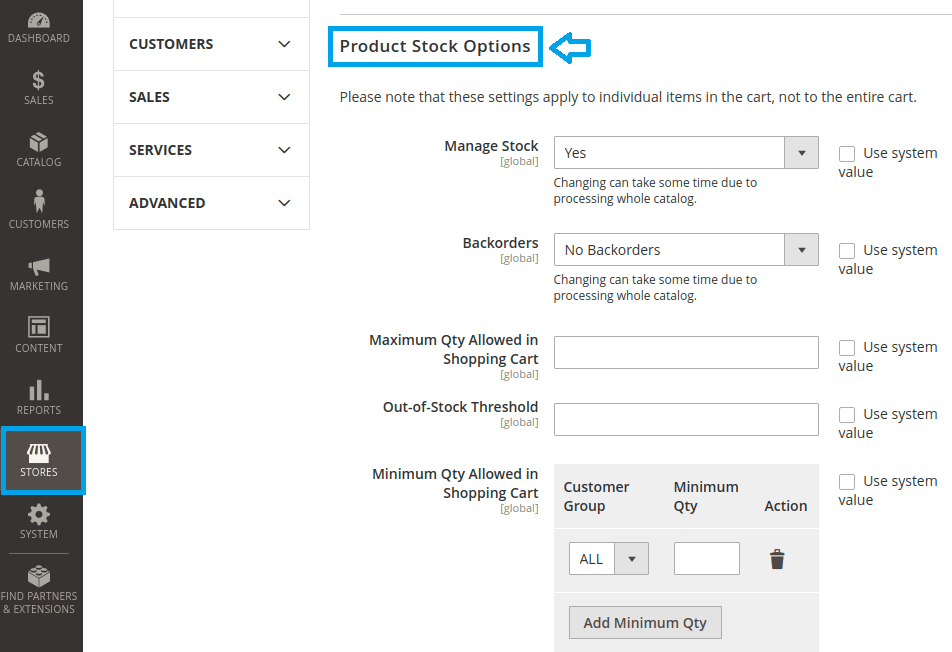 DASHBOARD
SALES
CATALOG
CUSTOMERS
MARKETING
CONTENT
REPORTS
STORES
SYSTEM
FIND PARTNERS
& EXTENSIONS
CUSTOMERS
SALES
SERVICES
ADVANCED
Product Stock Options
Please note that these settings apply to individual items in the cart, not to the entire cart.
Manage Stock
[global]
Yes
Changing can take some time due to
processing whole catalog.
Use system
value
Backorders
[global]
No Backorders
Changing can take some time due to
processing whole catalog.
Use system
value
Maximum Qty Allowed in
Shopping Cart
[global]
Use system
value
Out-of-Stock Threshold
[global]
Use system
value
Minimum Qty Allowed in
Shopping Cart
[global]
Customer
Group
Minimum
Qty
Action
ALL
Add Minimum Qty
Use system
value